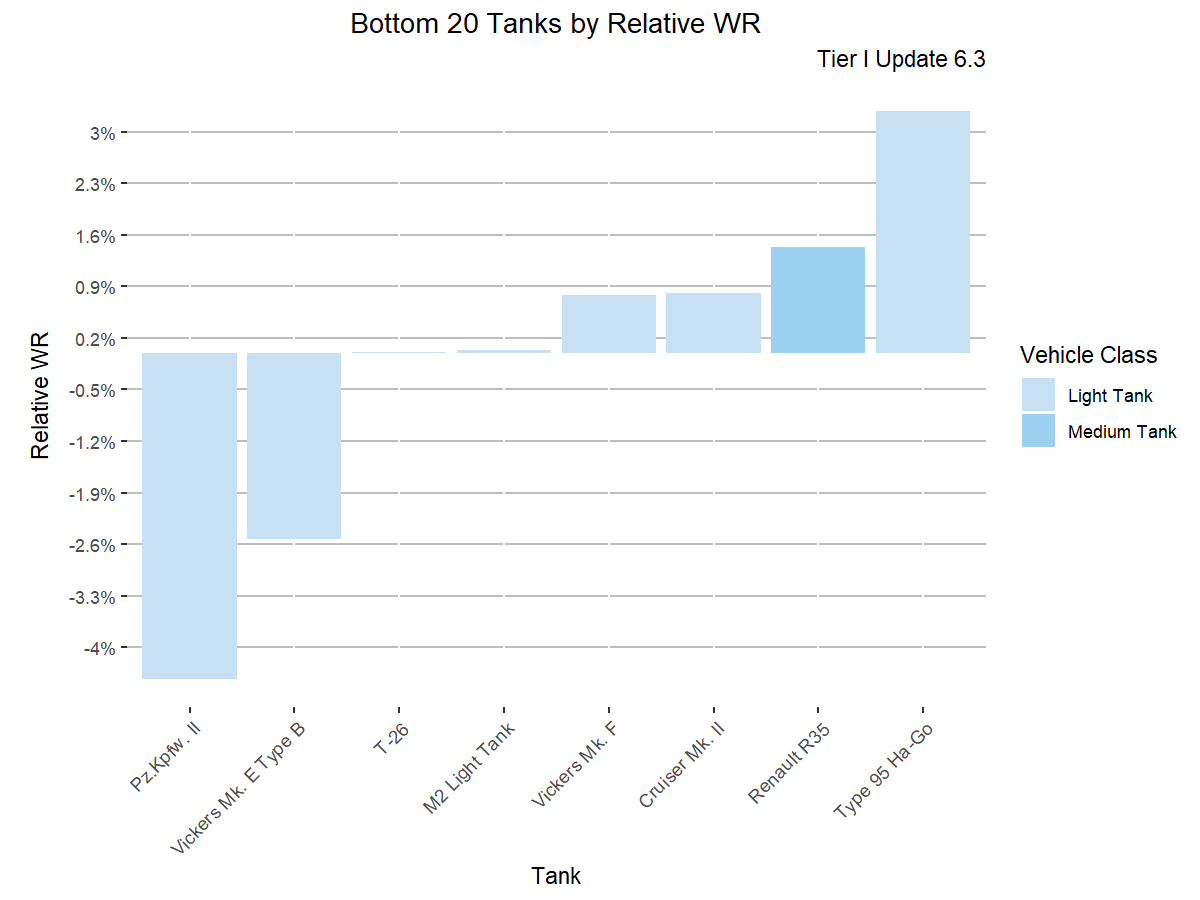 Bottom 20 Tanks by Relative WR
Tier I Update 6.3
3%
2.3%
1.6%
0.9%
0.2%
-0.5%
-1.2%
-1.9%
-2.6%
-3.3%
-4%
Relative WR
Pz.Kpfw. II
Vickers Mk. E Type B
T-26
M2 Light Tank
Vickers Mk. F
Cruiser Mk. II
Renault R35
Type 95 Ha-Go
Tank
Vehicle Class
Light Tank
Medium Tank